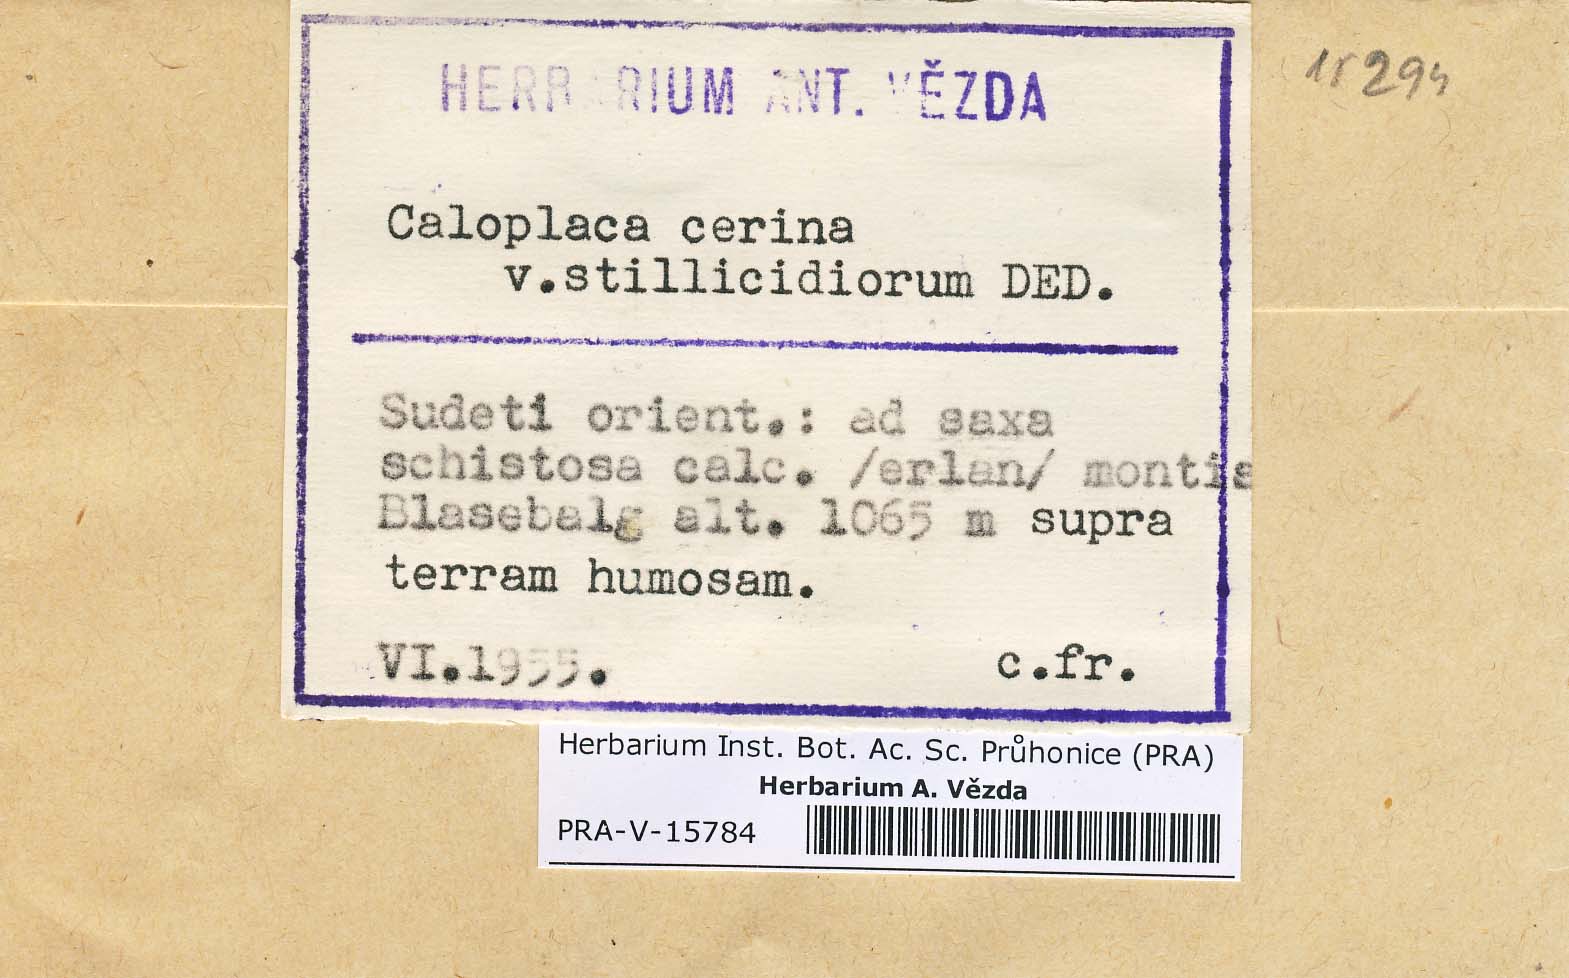 HERBARIUM ANT. VĚZDA
Caloplaca cerina
v.stillicidiorum DED.
Sudeti orient.: ad saxa
schistosa calc. /erlan/ montis
Blasebalg alt. 1065 m supra
terram humosam.
VI.1955. c.fr.
Herbarium Inst. Bot. Ac. Sc. Průhonice (PRA)
Herbarium A. Vězda
PRA-V-15784